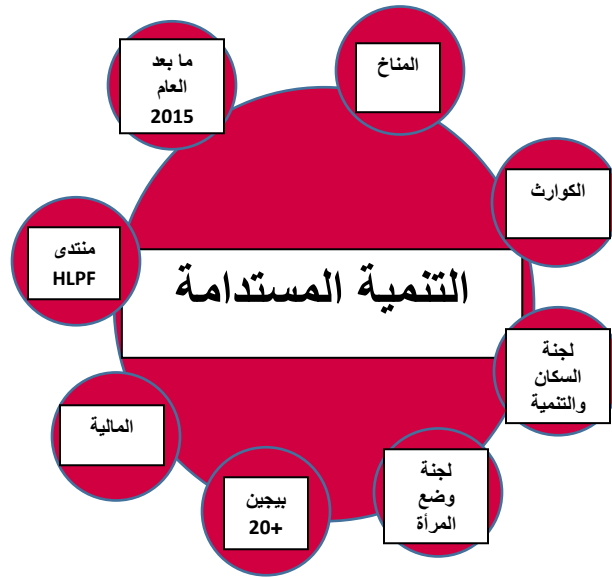 ما بعد
العام
2015
المناخ
الكوارث
منتدى
HLPF
التنمية المستدامة
لجنة
السكان
والتنمية
المالية
لجنة
وضع
المرأة
بيجين
20+